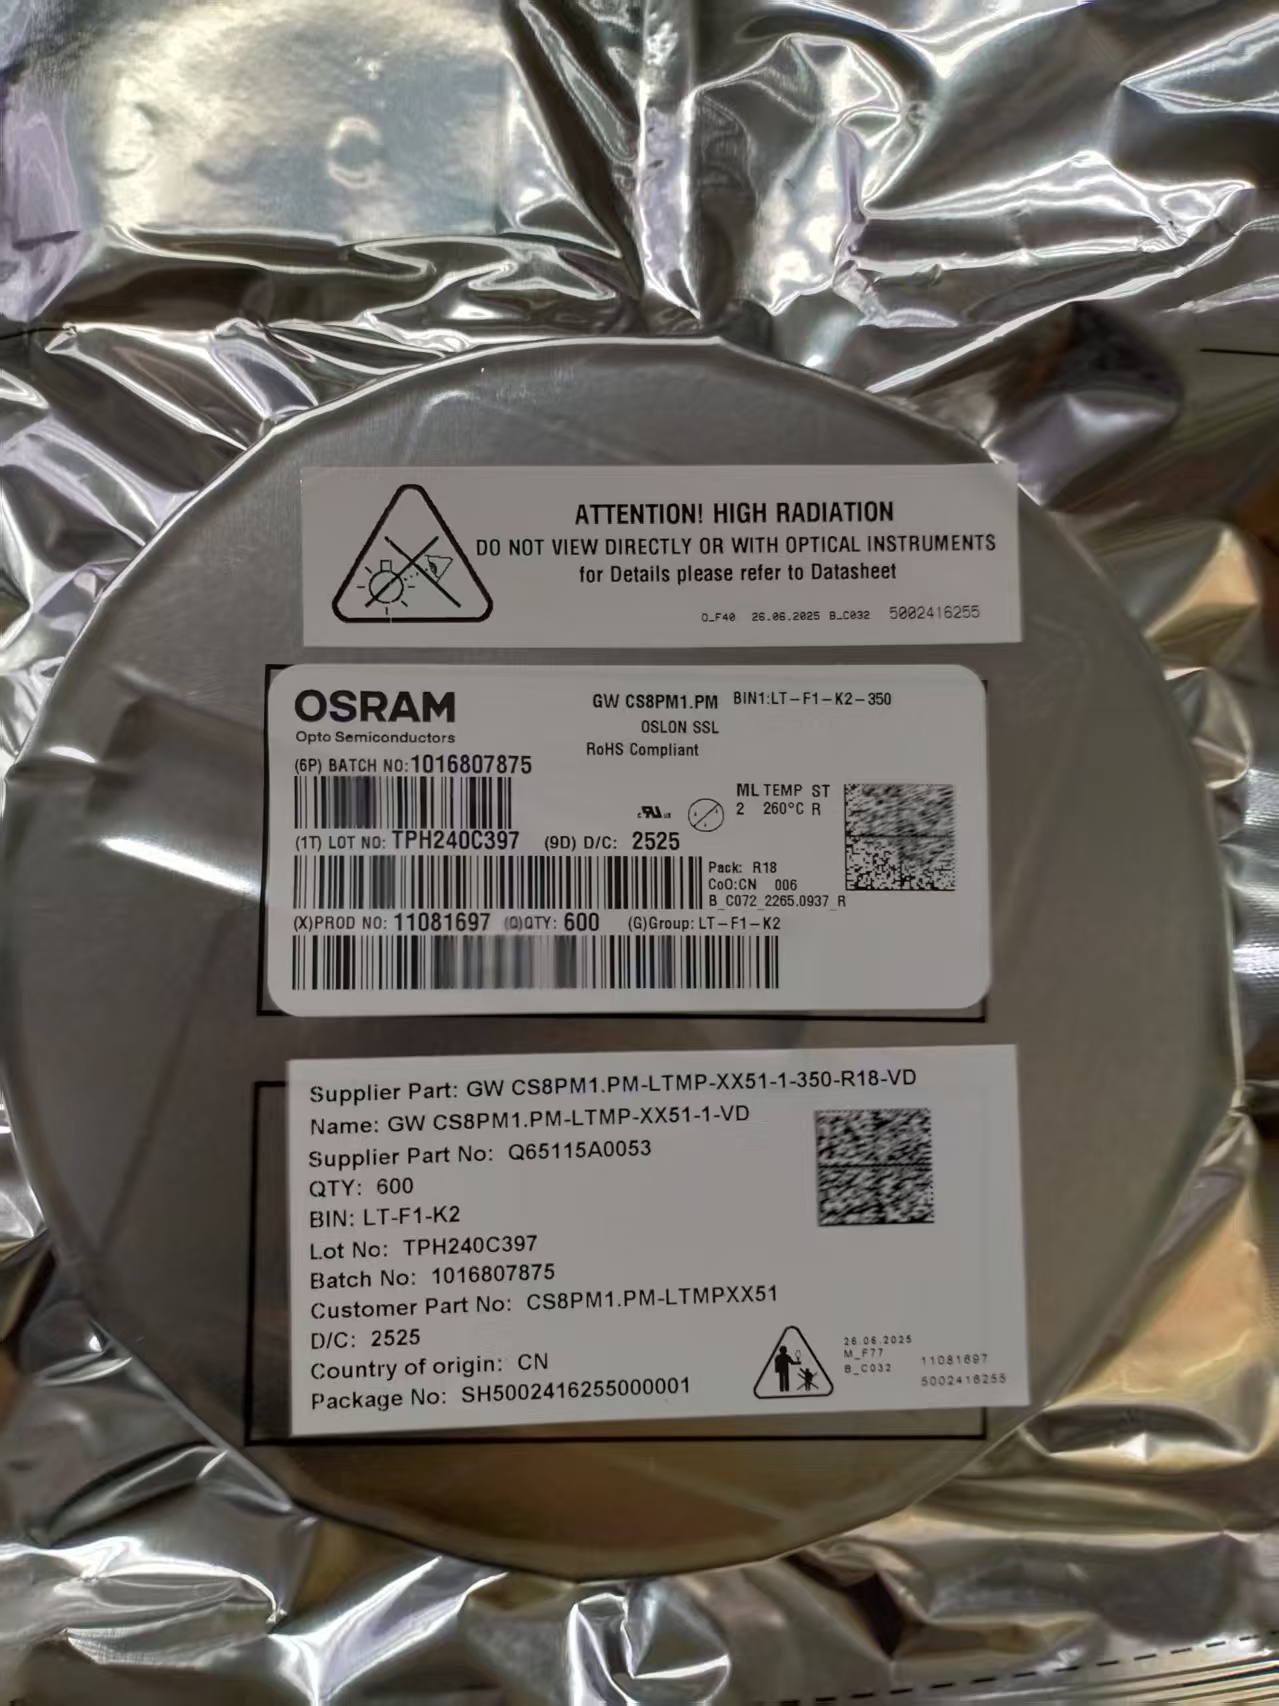 ATTENTION! HIGH RADIATION
DO NOT VIEW DIRECTLY OR WITH OPTICAL INSTRUMENTS
for Details please refer to Datasheet
O_F40 26.06.2025 B_C032 5002416255
OSRAM
Opto Semiconductors
GW CS8PM1.PM BIN1:LT-F1-K2-350
OSLON SSL
RoHS Compliant
(6P) BATCH NO:1016807875
ML TEMP ST
2 260°C R
(1T) LOT NO: TPH240C397 (9D) D/C: 2525
Pack: R18
CoO:CN 006
B_C072_2265.0937_R
(X)PROD NO: 11081697 (Q)QTY: 600 (G)Group: LT-F1-K2
Supplier Part: GW CS8PM1.PM-LTMP-XX51-1-350-R18-VD
Name: GW CS8PM1.PM-LTMP-XX51-1-VD
Supplier Part No: Q65115A0053
QTY: 600
BIN: LT-F1-K2
Lot No: TPH240C397
Batch No: 1016807875
Customer Part No: CS8PM1.PM-LTMPXX51
D/C: 2525
Country of origin: CN
Package No: SH5002416255000001
26.06.2025
M_F77
B_C032
11081697
5002416255